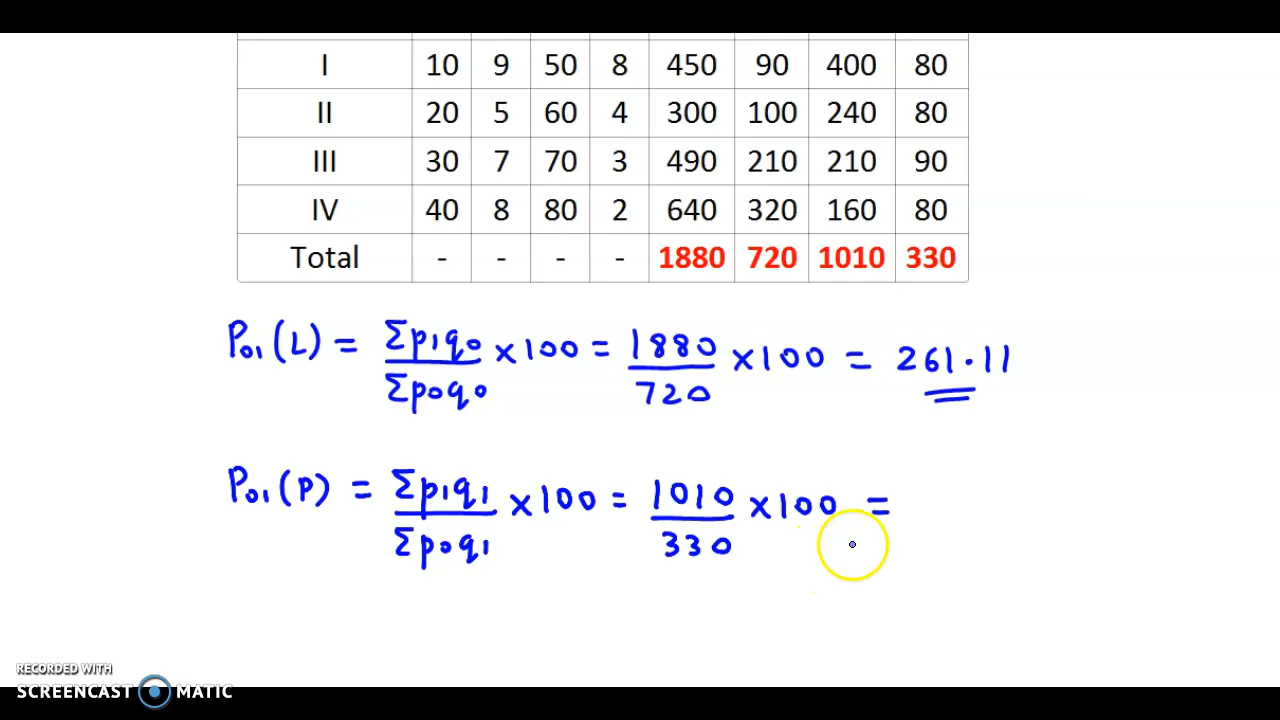 I 10 9 50 8 450 90 400 80
II 20 5 60 4 300 100 240 80
III 30 7 70 3 490 210 210 90
IV 40 8 80 2 640 320 160 80
Total - - - - 1880 720 1010 330
P₀₁(L) = Σp₁q₀/Σp₀q₀ × 100 = 1880/720 × 100 = 261.11
P₀₁(P) = Σp₁q₁/Σp₀q₁ × 100 = 1010/330 × 100 =
RECORDED WITH
SCREENCAST MATIC